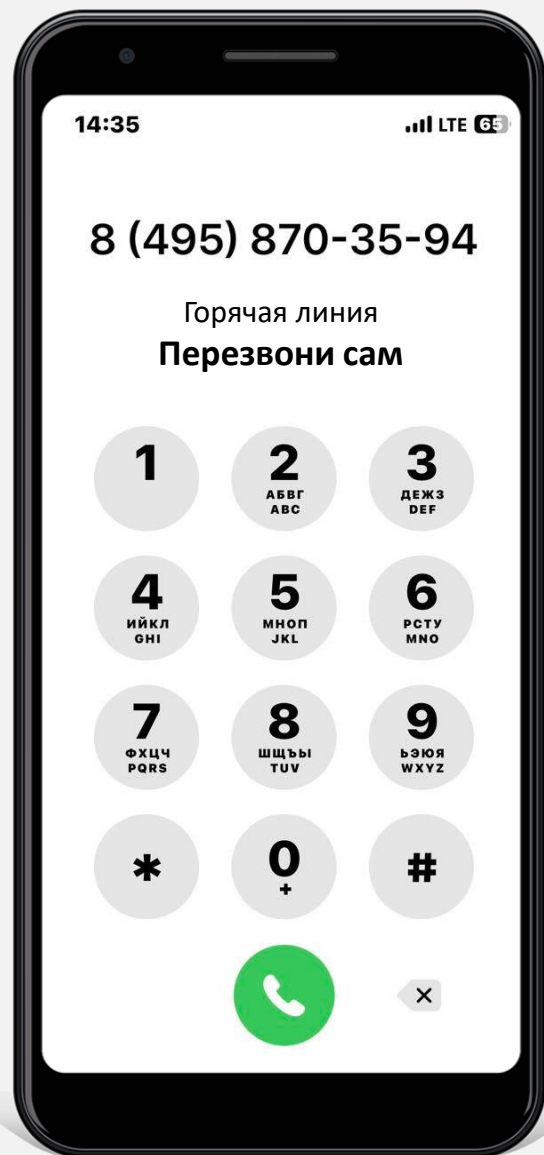 14:35 LTE 65
8 (495) 870-35-94
Горячая линия
Перезвони сам
1 2 3
АБВГ ДЕЖЗ
ABC DEF
4 5 6
ИЙКЛ МНОП РСТУ
GHI JKL MNO
7 8 9
ФХЦЧ ШЩЪЫ ЬЭЮЯ
PQRS TUV WXYZ
* 0 #
+